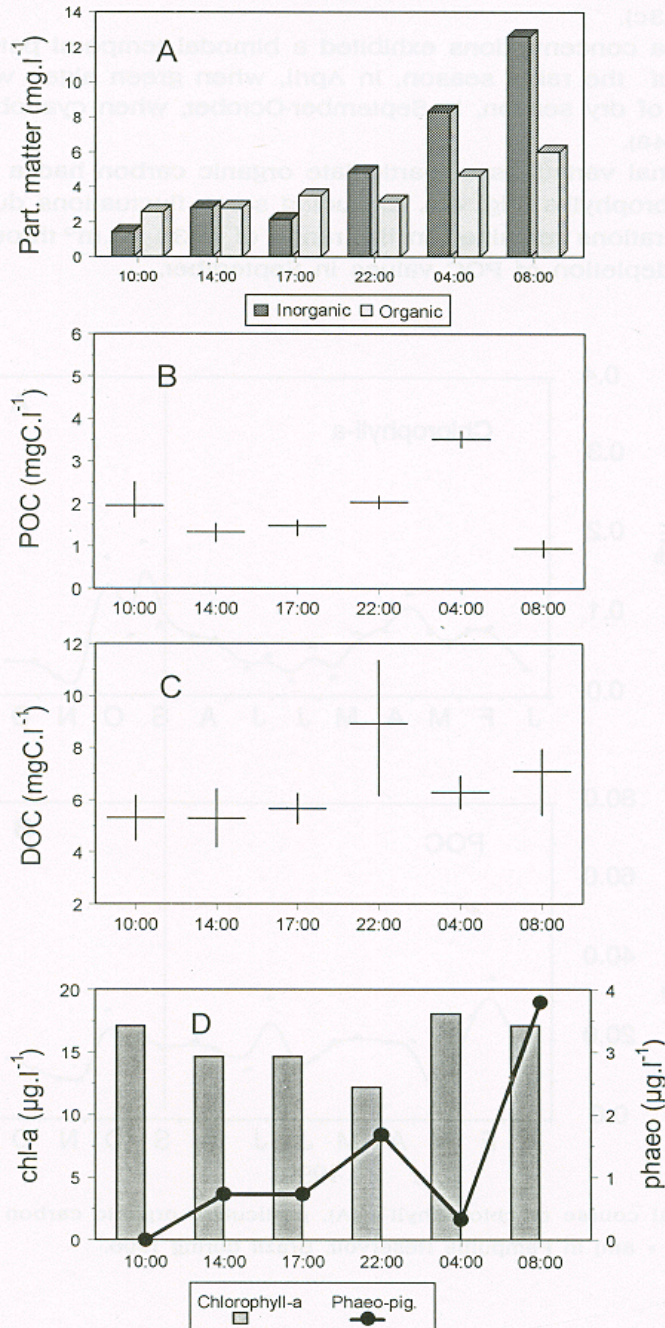 Part. matter (mg.l⁻¹)
14
12
10
8
6
4
2
0
A
10:00 14:00 17:00 22:00 04:00 08:00
Inorganic Organic
POC (mgC.l⁻¹)
6
5
4
3
2
1
0
B
10:00 14:00 17:00 22:00 04:00 08:00
DOC (mgC.l⁻¹)
12
10
8
6
4
2
C
10:00 14:00 17:00 22:00 04:00 08:00
chl-a (µg.l⁻¹)
20
15
10
5
0
D
4
3
2
1
0
phaeo (µg.l⁻¹)
10:00 14:00 17:00 22:00 04:00 08:00
Chlorophyll-a Phaeo-pig.